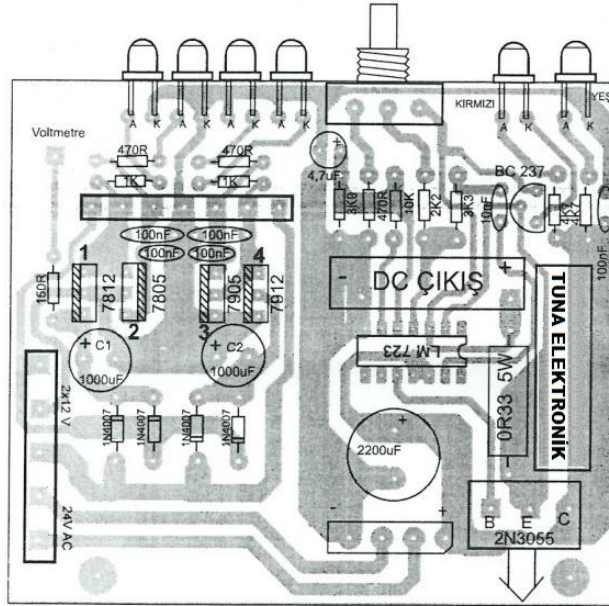 A K A K A K A K
A K A K
KIRMIZI
YEŞ
Voltmetre
470R
470R
1K
1K
4,7uF
3K9
470R
10K
2K2
3K3
10nF
BC 237
4K7
4K7
100nF
100nF
100nF
100nF
100nF
1
2
3
4
7812
7805
7905
7912
150R
C1
1000uF
C2
1000uF
- DC ÇIKIŞ +
LM-723
0R33 5W
TUNA ELEKTRONİK
2x12 V
24V AC
1N4007
1N4007
1N4007
1N4007
2200uF
B E C
2N3055